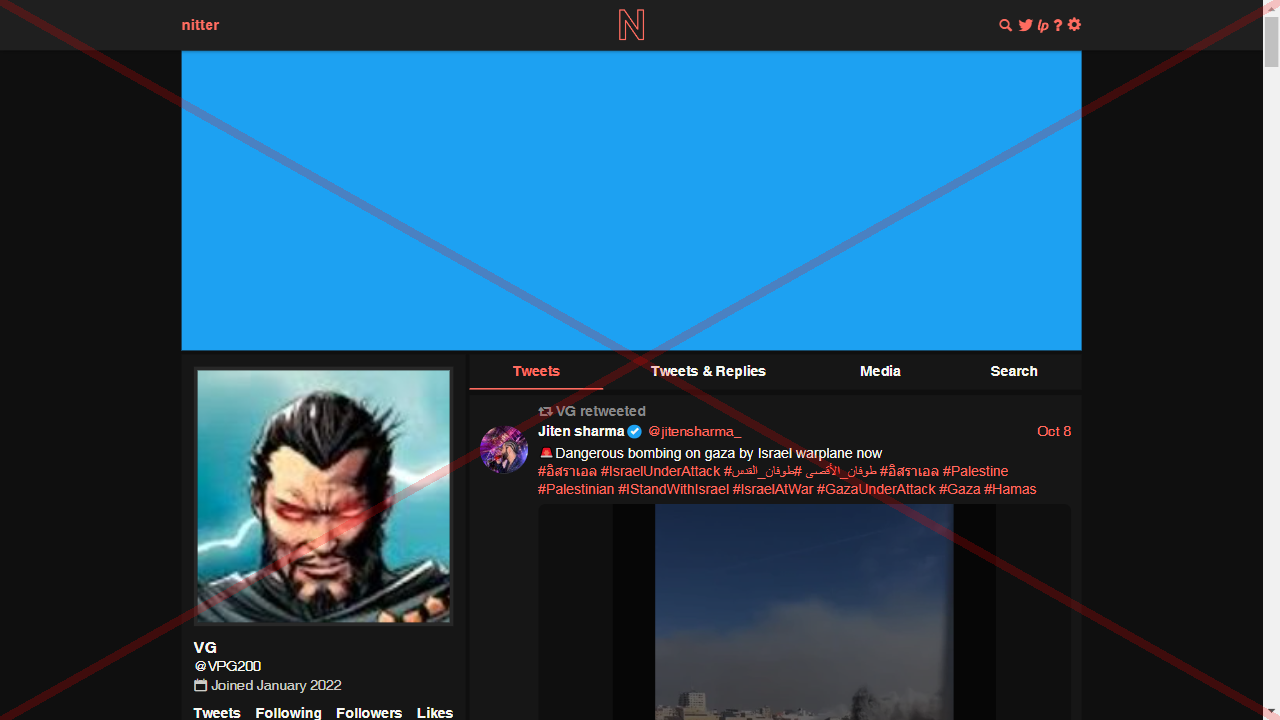 nitter
N
lp ?
Tweets Tweets & Replies Media Search
VG retweeted
Jiten sharma @jitensharma_ Oct 8
🚨Dangerous bombing on gaza by Israel warplane now
#อิสราเอล #IsraelUnderAttack #طوفان_الأقصى #طوفان_القدس #อิสราเอล #Palestine
#Palestinian #IStandWithIsrael #IsraelAtWar #GazaUnderAttack #Gaza #Hamas
VG
@VPG200
Joined January 2022
Tweets Following Followers Likes